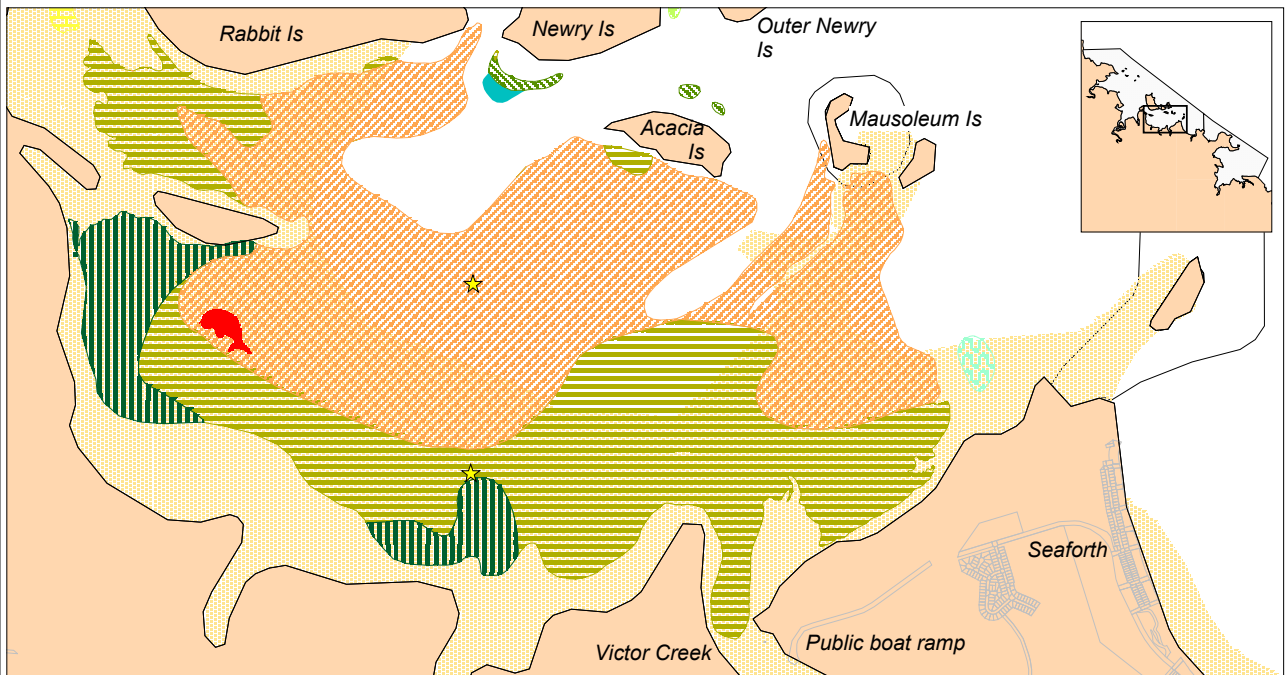 Rabbit Is
Newry Is
Outer Newry
Is
Acacia
Is
Mausoleum Is
Seaforth
Public boat ramp
Victor Creek